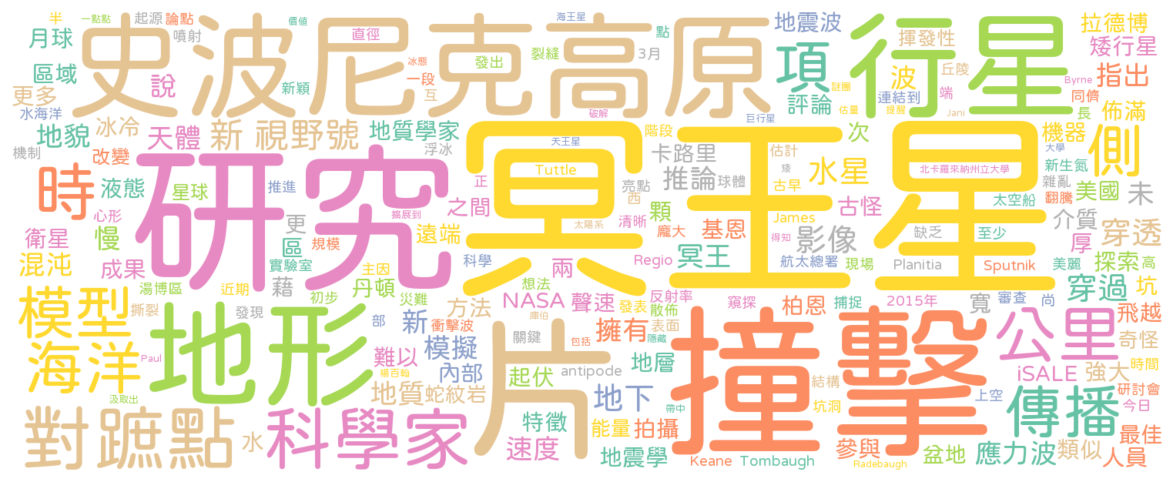 史波尼克高原
行星
冥王星
研究
地形
片
撞擊
公里
側
項
時
模型
海洋
對蹠點
科學家
傳播
新視野號
半
一點點
起源
論點
噴射
價值
海王星
月球
區域
說
更多
水海洋
地貌
冰冷
天體
機制
改變
直徑
冰態
新穎
一段
互
裂縫
發出
點
3月
地震波
破解
拉德博
揮發性
矮行星
指出
波
丘陵
Byrne
評論
謎團
連結到
端
同儕
佈滿
估量
提醒
Jani
長
巨行星
地質學家
浮冰
天王星
階段
次
機器
大學
卡路里
估計
水星
北卡羅來納州立大學
新生氮
Tuttle
推論
球體
矮
古早
雜亂
太空船
美國
未
翻騰
液態
星球
推進
正
亮點
心形
擴展到
之間
西
顆
James
古怪
介質
穿透
衛星
慢
更
遠端
太陽系
清晰
龐大
基恩
影像
得知
缺乏
至少
厚
區
規模
混沌
成果
實驗室
科學
兩
Regio
冥王
航太總署
現場
Planitia
Sputnik
美麗
探索
高
湯博區
藉
主因
丹頓
近期
初步
災難
想法
反射率
窺探
柏恩
捕捉
2015年
寬
審查
尚
穿過
坑
撕裂
方法
NASA
聲速
發表
散佈
飛越
發現
部
新
衝擊波
庫伯
擁有
表面
奇怪
關鍵
包括
隱藏
Paul
難以
模擬
內部
地層
iSALE
強大
時間
福百輪
地質
蛇紋岩
起伏
antipode
結構
研討會
汲取出
地下
帶中
坑洞
上空
今日
特徵
能量
拍攝
參與
最佳
水
速度
地震學
Keane
Tombaugh
Radebaugh
盆地
應力波
類似
人員